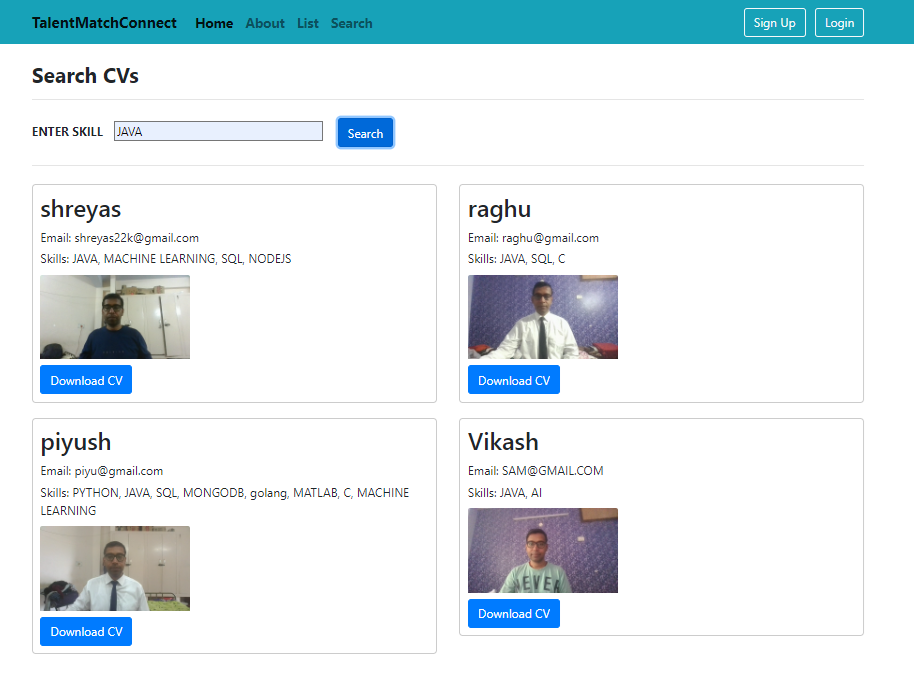 TalentMatchConnect Home About List Search Sign Up Login
Search CVs
ENTER SKILL JAVA Search
shreyas
Email: shreyas22k@gmail.com
Skills: JAVA, MACHINE LEARNING, SQL, NODEJS
Download CV
raghu
Email: raghu@gmail.com
Skills: JAVA, SQL, C
Download CV
piyush
Email: piyu@gmail.com
Skills: PYTHON, JAVA, SQL, MONGODB, golang, MATLAB, C, MACHINE
LEARNING
Download CV
Vikash
Email: SAM@GMAIL.COM
Skills: JAVA, AI
NEVER
Download CV